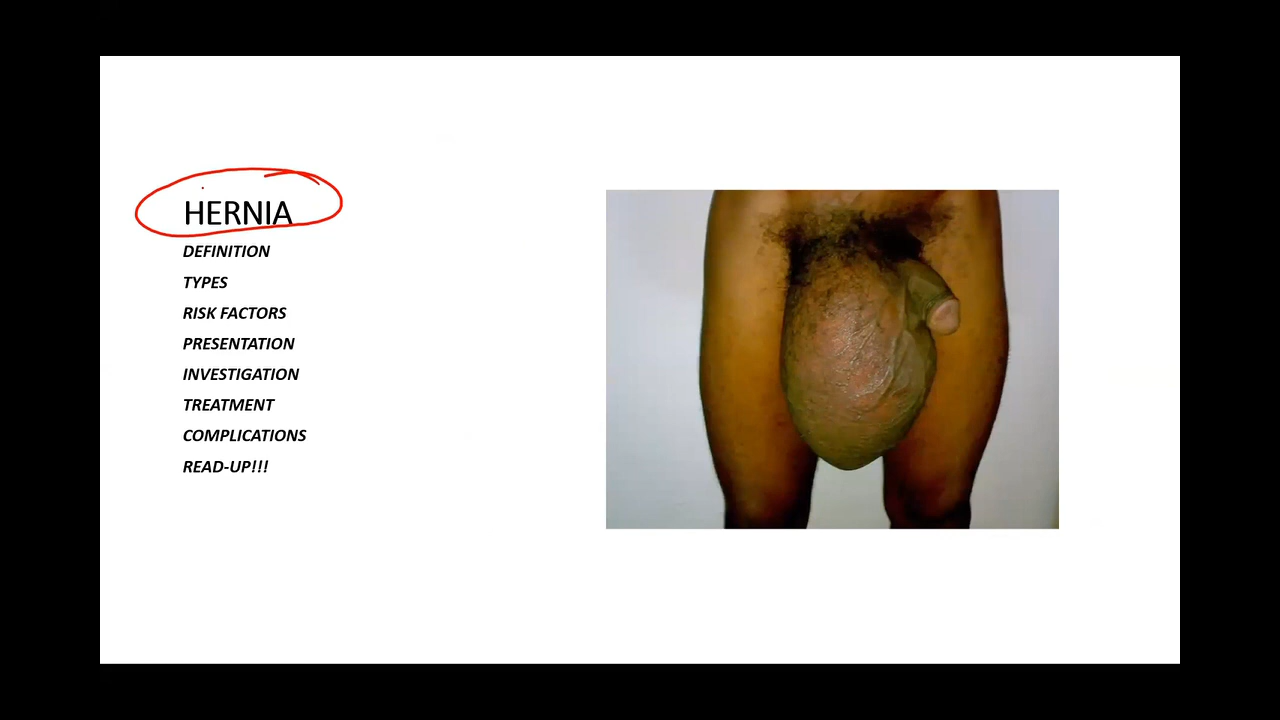 HERNIA
DEFINITION
TYPES
RISK FACTORS
PRESENTATION
INVESTIGATION
TREATMENT
COMPLICATIONS
READ-UP!!!